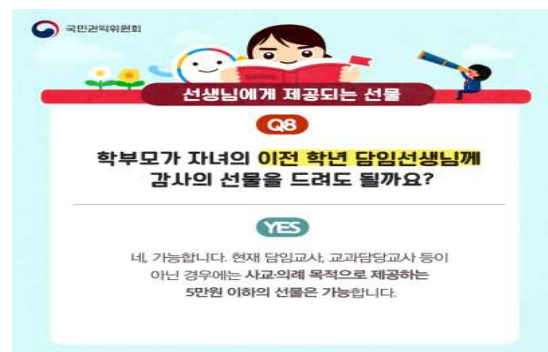 국민권익위원회
선생님에게 제공되는 선물
Q8
학부모가 자녀의 이전 학년 담임선생님께
감사의 선물을 드려도 될까요?
YES
네, 가능합니다. 현재 담임교사, 교과담당교사 등이
아닌 경우에는 사교·의례 목적으로 제공하는
5만원 이하의 선물은 가능합니다.